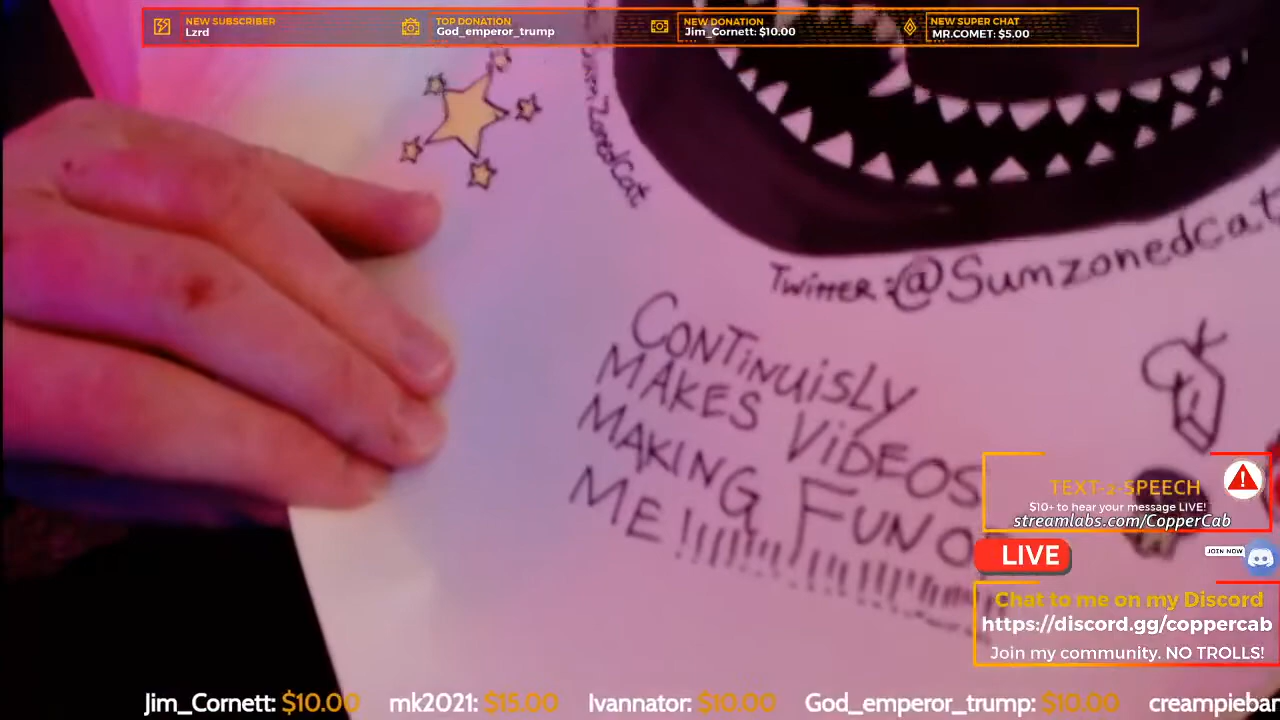 NEW SUBSCRIBER
Lzrd
TOP DONATION
God_emperor_trump
NEW DONATION
Jim_Cornett: $10.00
NEW SUPER CHAT
MR.COMET: $5.00
Twitter:@Sumzonedcat
CONTiNUisLY
MAKES ViDEOS
MAKING FUN
ME!!!!!!!!!!!!!!!!!!!!
TEXT-2-SPEECH
$10+ to hear your message LIVE!
streamlabs.com/CopperCab
LIVE
JOIN NOW
Chat to me on my Discord
https://discord.gg/coppercab
Join my community. NO TROLLS!
Jim_Cornett: $10.00 mk2021: $15.00 Ivannator: $10.00 God_emperor_trump: $10.00 creampiebar